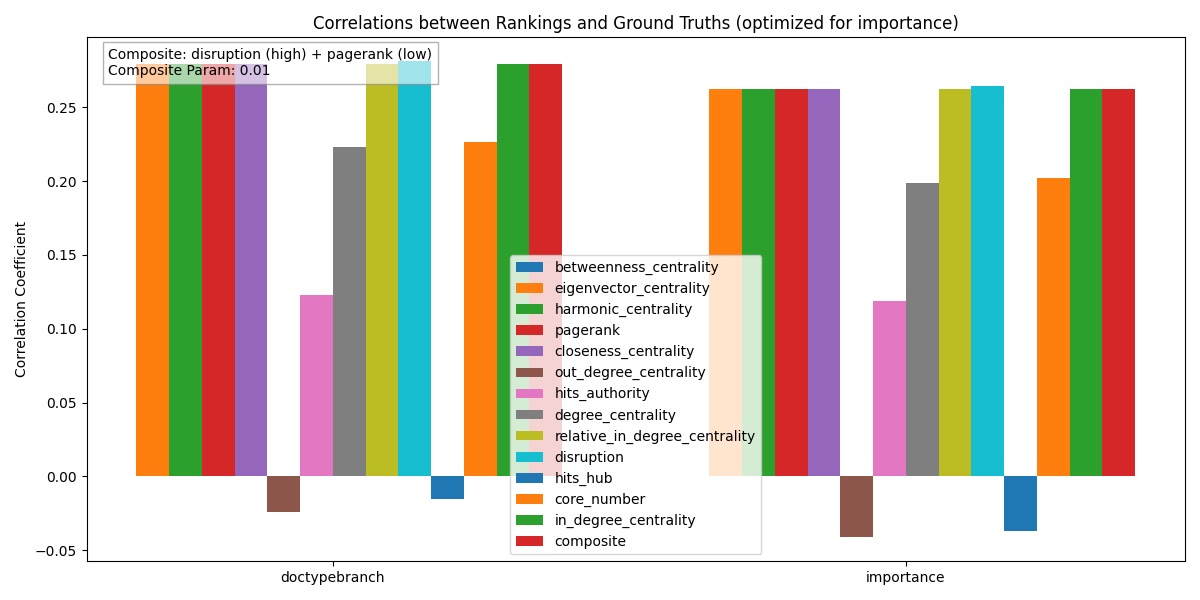 Correlations between Rankings and Ground Truths (optimized for importance)
Composite: disruption (high) + pagerank (low)
Composite Param: 0.01
Correlation Coefficient
0.25
0.20
0.15
0.10
0.05
0.00
−0.05
betweenness_centrality
eigenvector_centrality
harmonic_centrality
pagerank
closeness_centrality
out_degree_centrality
hits_authority
degree_centrality
relative_in_degree_centrality
disruption
hits_hub
core_number
in_degree_centrality
composite
doctypebranch
importance